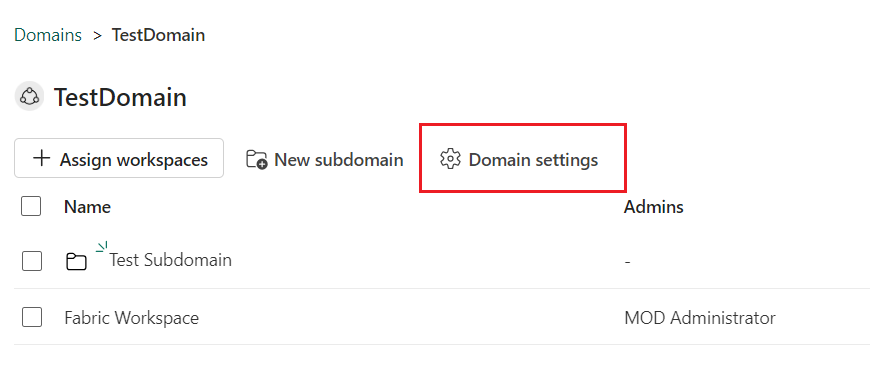 Domains > TestDomain
TestDomain
Assign workspaces New subdomain Domain settings
Name Admins
Test Subdomain -
Fabric Workspace MOD Administrator